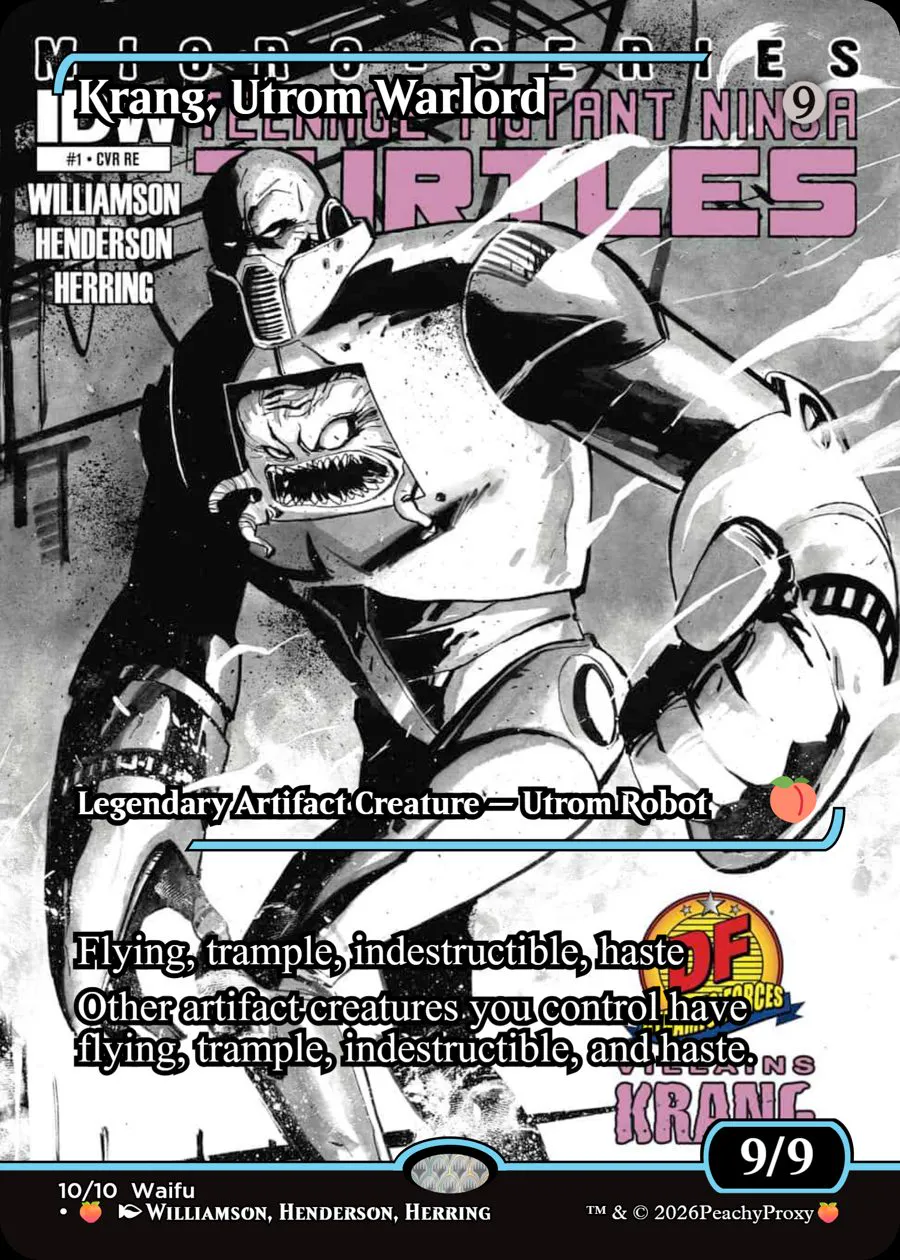 MICRO-SERIES
Krang, Utrom Warlord
9
IDW
TEENAGE MUTANT NINJA
#1 • CVR RE
TURTLES
WILLIAMSON
HENDERSON
HERRING
Legendary Artifact Creature — Utrom Robot
Flying, trample, indestructible, haste
DF
Other artifact creatures you control have
flying, trample, indestructible, and haste.
VILLAINS
KRANG
9/9
10/10 Waifu
• WILLIAMSON, HENDERSON, HERRING
™ & © 2026PeachyProxy